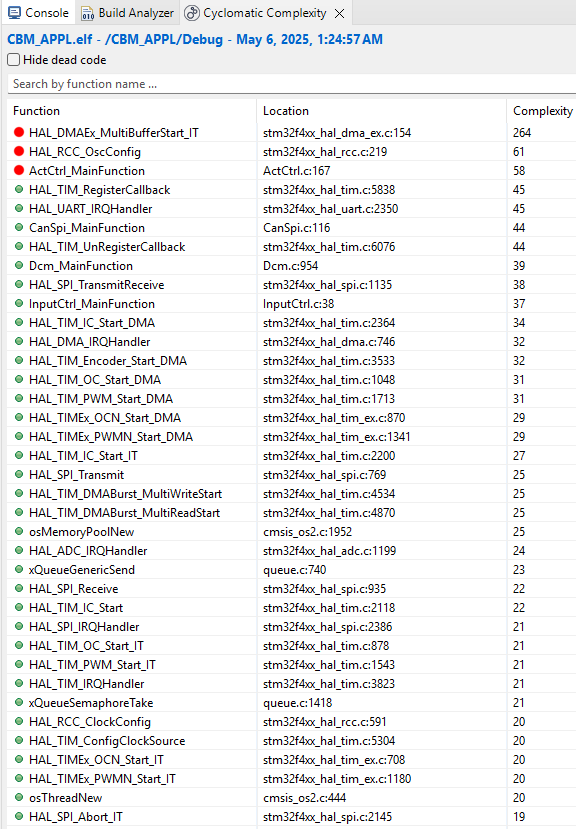 Console Build Analyzer Cyclomatic Complexity
CBM_APPL.elf - /CBM_APPL/Debug - May 6, 2025, 1:24:57 AM
Hide dead code
Search by function name ...
Function Location Complexity
HAL_DMAEx_MultiBufferStart_IT stm32f4xx_hal_dma_ex.c:154 264
HAL_RCC_OscConfig stm32f4xx_hal_rcc.c:219 61
ActCtrl_MainFunction ActCtrl.c:167 58
HAL_TIM_RegisterCallback stm32f4xx_hal_tim.c:5838 45
HAL_UART_IRQHandler stm32f4xx_hal_uart.c:2350 45
CanSpi_MainFunction CanSpi.c:116 44
HAL_TIM_UnRegisterCallback stm32f4xx_hal_tim.c:6076 44
Dcm_MainFunction Dcm.c:954 39
HAL_SPI_TransmitReceive stm32f4xx_hal_spi.c:1135 38
InputCtrl_MainFunction InputCtrl.c:38 37
HAL_TIM_IC_Start_DMA stm32f4xx_hal_tim.c:2364 34
HAL_DMA_IRQHandler stm32f4xx_hal_dma.c:746 32
HAL_TIM_Encoder_Start_DMA stm32f4xx_hal_tim.c:3533 32
HAL_TIM_OC_Start_DMA stm32f4xx_hal_tim.c:1048 31
HAL_TIM_PWM_Start_DMA stm32f4xx_hal_tim.c:1713 31
HAL_TIMEx_OCN_Start_DMA stm32f4xx_hal_tim_ex.c:870 29
HAL_TIMEx_PWMN_Start_DMA stm32f4xx_hal_tim_ex.c:1341 29
HAL_TIM_IC_Start_IT stm32f4xx_hal_tim.c:2200 27
HAL_SPI_Transmit stm32f4xx_hal_spi.c:769 25
HAL_TIM_DMABurst_MultiWriteStart stm32f4xx_hal_tim.c:4534 25
HAL_TIM_DMABurst_MultiReadStart stm32f4xx_hal_tim.c:4870 25
osMemoryPoolNew cmsis_os2.c:1952 25
HAL_ADC_IRQHandler stm32f4xx_hal_adc.c:1199 24
xQueueGenericSend queue.c:740 23
HAL_SPI_Receive stm32f4xx_hal_spi.c:935 22
HAL_TIM_IC_Start stm32f4xx_hal_tim.c:2118 22
HAL_SPI_IRQHandler stm32f4xx_hal_spi.c:2386 21
HAL_TIM_OC_Start_IT stm32f4xx_hal_tim.c:878 21
HAL_TIM_PWM_Start_IT stm32f4xx_hal_tim.c:1543 21
HAL_TIM_IRQHandler stm32f4xx_hal_tim.c:3823 21
xQueueSemaphoreTake queue.c:1418 21
HAL_RCC_ClockConfig stm32f4xx_hal_rcc.c:591 20
HAL_TIM_ConfigClockSource stm32f4xx_hal_tim.c:5304 20
HAL_TIMEx_OCN_Start_IT stm32f4xx_hal_tim_ex.c:708 20
HAL_TIMEx_PWMN_Start_IT stm32f4xx_hal_tim_ex.c:1180 20
osThreadNew cmsis_os2.c:444 20
HAL_SPI_Abort_IT stm32f4xx_hal_spi.c:2145 19